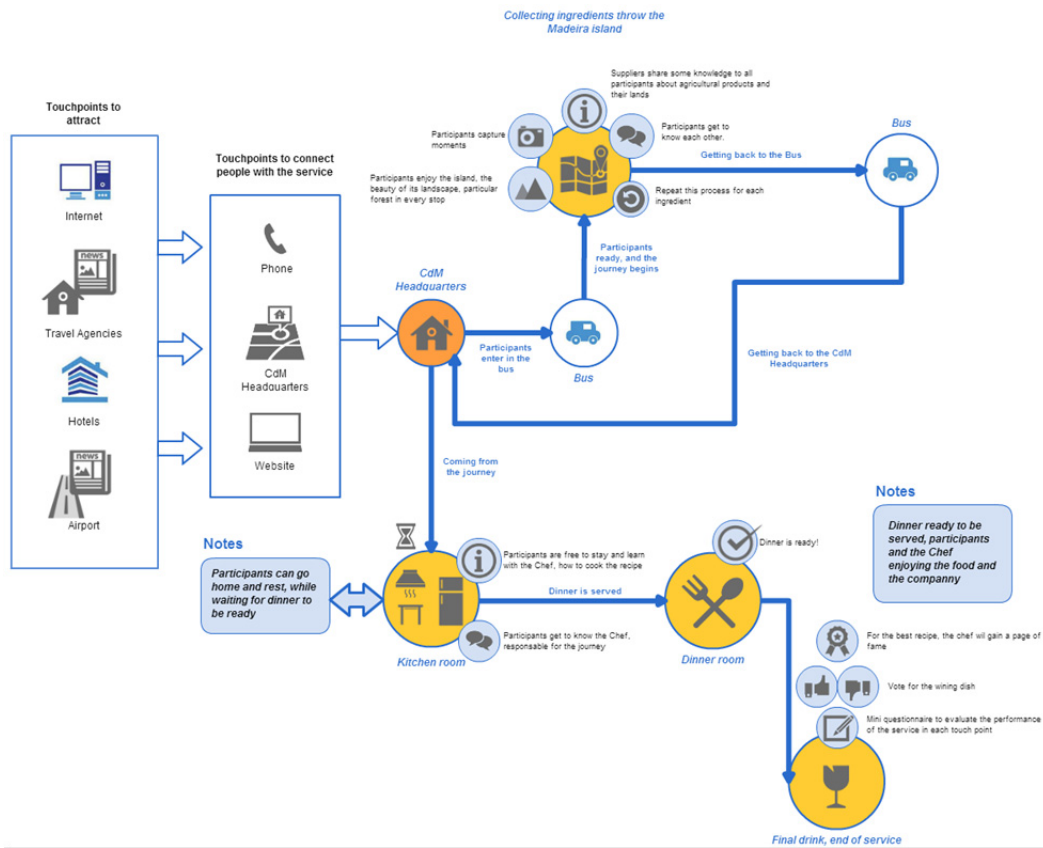 Collecting ingredients throw the
Madeira island
Touchpoints to
attract
Internet
news
Travel Agencies
Hotels
news
Airport
Touchpoints to connect
people with the service
Phone
CdM
Headquarters
Website
CdM
Headquarters
Participants
enter in the
bus
Bus
Participants
ready, and the
journey begins
Suppliers share some knowledge to all
participants about agricultural products and
their lands
Participants capture
moments
Participants get to
know each other.
Participants enjoy the island, the
beauty of its landscape, particular
forest in every stop
Repeat this process for each
ingredient
Getting back to the Bus
Bus
Getting back to the CdM
Headquarters
Coming from
the journey
Notes
Participants can go
home and rest, while
waiting for dinner to
be ready
Participants are free to stay and learn
with the Chef, how to cook the recipe
Participants get to know the Chef,
responsable for the journey
Kitchen room
Dinner is served
Dinner is ready!
Dinner room
Notes
Dinner ready to be
served, participants
and the Chef
enjoying the food and
the companny
For the best recipe, the chef wil gain a page of
fame
Vote for the wining dish
Mini questionnaire to evaluate the performance
of the service in each touch point
Final drink, end of service